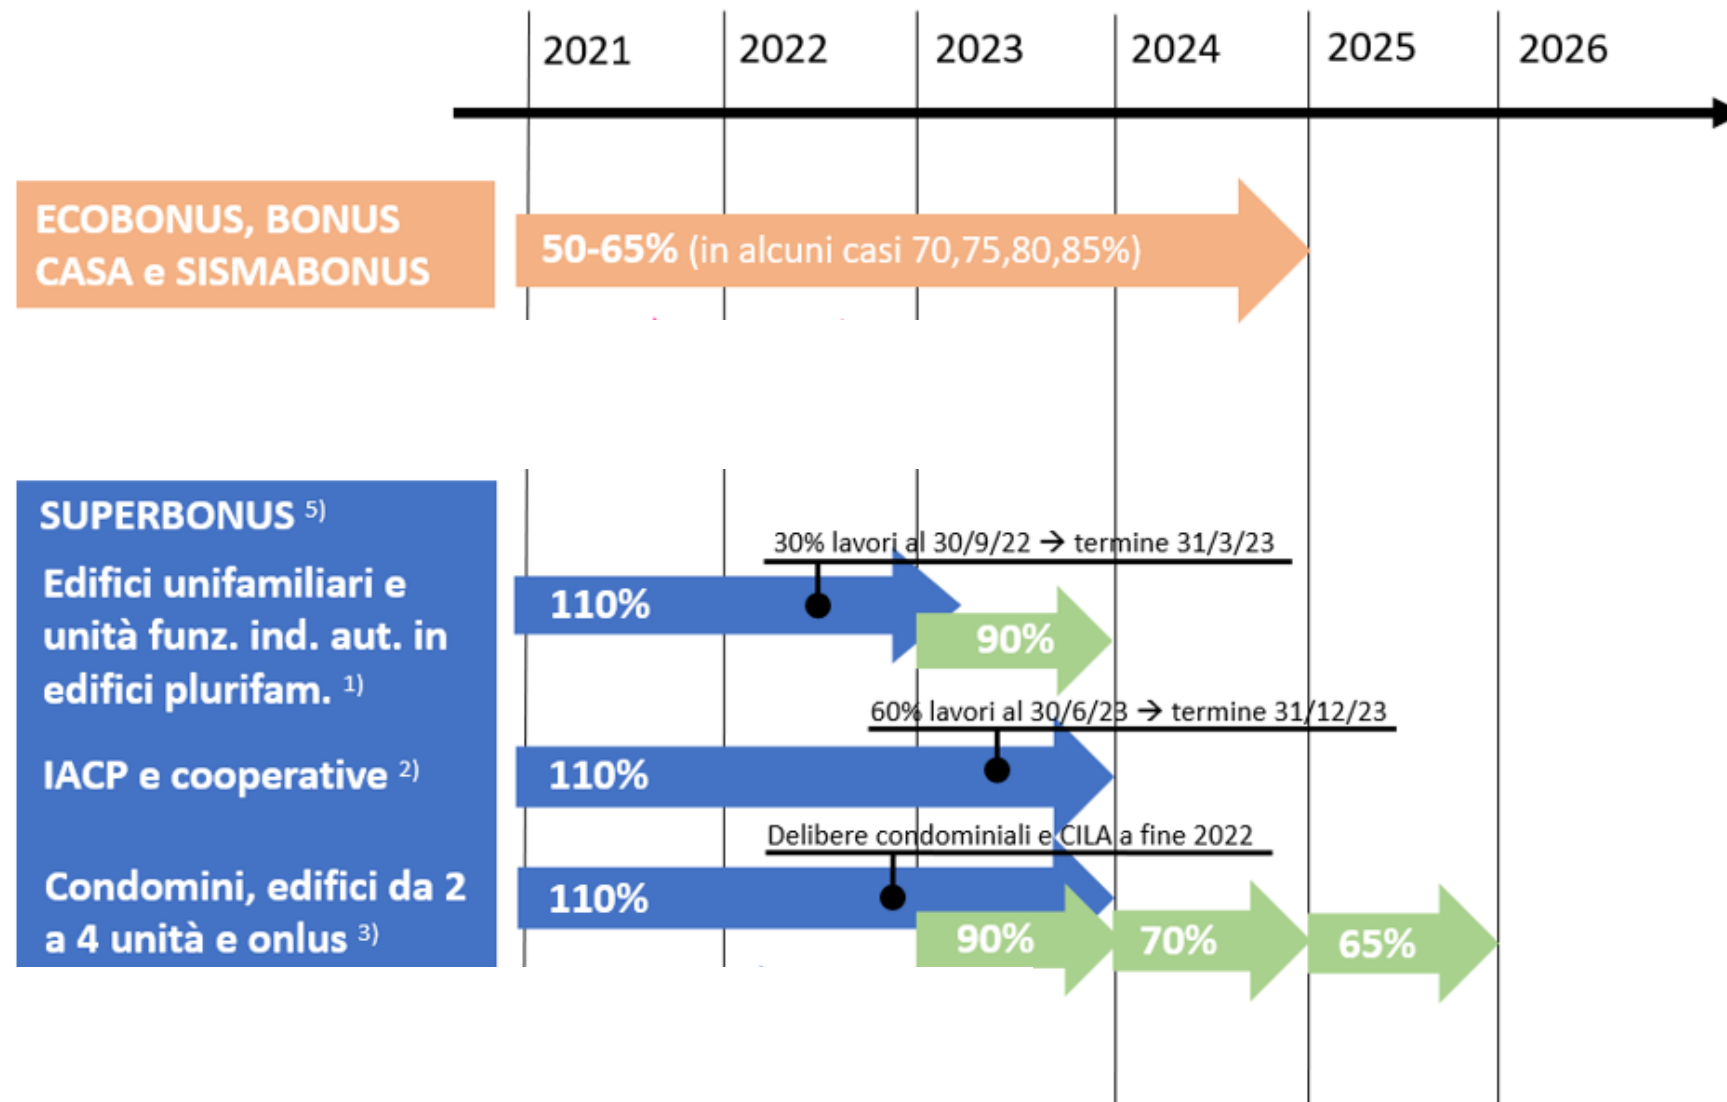 2021 2022 2023 2024 2025 2026
ECOBONUS, BONUS
CASA e SISMABONUS
50-65% (in alcuni casi 70,75,80,85%)
SUPERBONUS 5)
30% lavori al 30/9/22 → termine 31/3/23
Edifici unifamiliari e
unità funz. ind. aut. in
edifici plurifam. 1)
110%
90%
60% lavori al 30/6/23 → termine 31/12/23
IACP e cooperative 2)
110%
Delibere condominiali e CILA a fine 2022
Condomini, edifici da 2
a 4 unità e onlus 3)
110%
90% 70% 65%